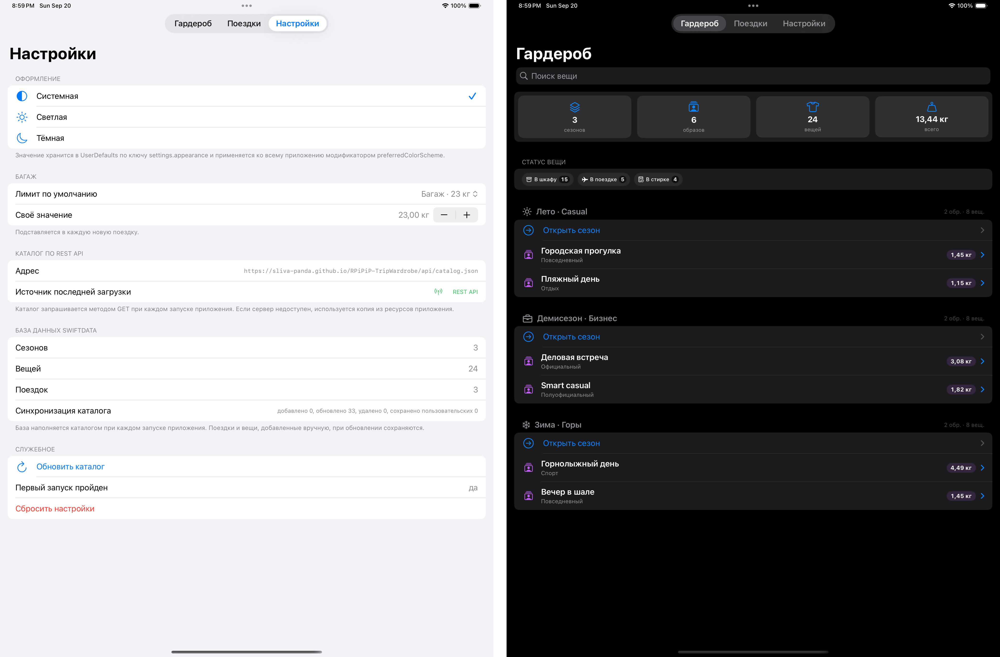 8:59 PM Sun Sep 20
100%
Гардероб Поездки Настройки
Настройки
ОФОРМЛЕНИЕ
Системная
Светлая
Тёмная
Значение хранится в UserDefaults по ключу settings.appearance и применяется ко всему приложению модификатором preferredColorScheme.
БАГАЖ
Лимит по умолчанию Багаж · 23 кг
Своё значение 23,00 кг − +
Подставляется в каждую новую поездку.
КАТАЛОГ ПО REST API
Адрес https://sliva-panda.github.io/RPiPiP-TripWardrobe/api/catalog.json
Источник последней загрузки REST API
Каталог запрашивается методом GET при каждом запуске приложения. Если сервер недоступен, используется копия из ресурсов приложения.
БАЗА ДАННЫХ SWIFTDATA
Сезонов 3
Вещей 24
Поездок 3
Синхронизация каталога добавлено 0, обновлено 33, удалено 0, сохранено пользовательских 0
База наполняется каталогом при каждом запуске приложения. Поездки и вещи, добавленные вручную, при обновлении сохраняются.
СЛУЖЕБНОЕ
Обновить каталог
Первый запуск пройден да
Сбросить настройки
8:59 PM Sun Sep 20
100%
Гардероб Поездки Настройки
Гардероб
Поиск вещи
3
сезонов
6
образов
24
вещей
13,44 кг
всего
СТАТУС ВЕЩИ
В шкафу 15 В поездке 5 В стирке 4
Лето · Casual 2 обр. · 8 вещ.
Открыть сезон
Городская прогулка 1,45 кг
Повседневный
Пляжный день 1,15 кг
Отдых
Демисезон · Бизнес 2 обр. · 8 вещ.
Открыть сезон
Деловая встреча 3,08 кг
Официальный
Smart casual 1,82 кг
Полуофициальный
Зима · Горы 2 обр. · 8 вещ.
Открыть сезон
Горнолыжный день 4,49 кг
Спорт
Вечер в шале 1,45 кг
Повседневный